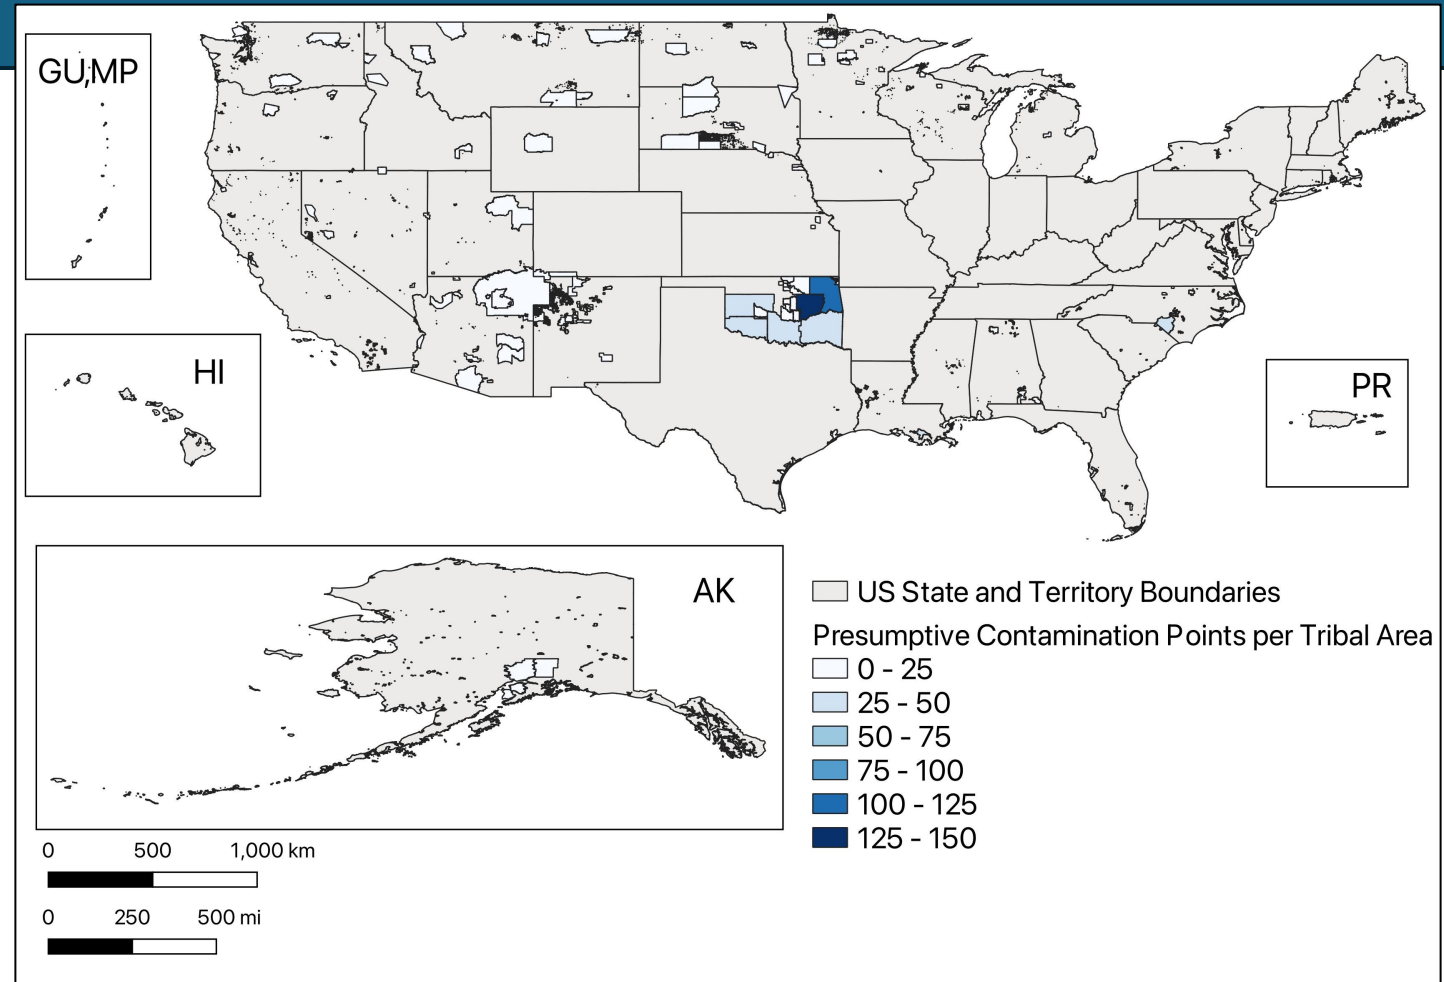 GU;MP
HI
PR
AK
US State and Territory Boundaries
Presumptive Contamination Points per Tribal Area
0 - 25
25 - 50
50 - 75
75 - 100
100 - 125
125 - 150
0 500 1,000 km
0 250 500 mi